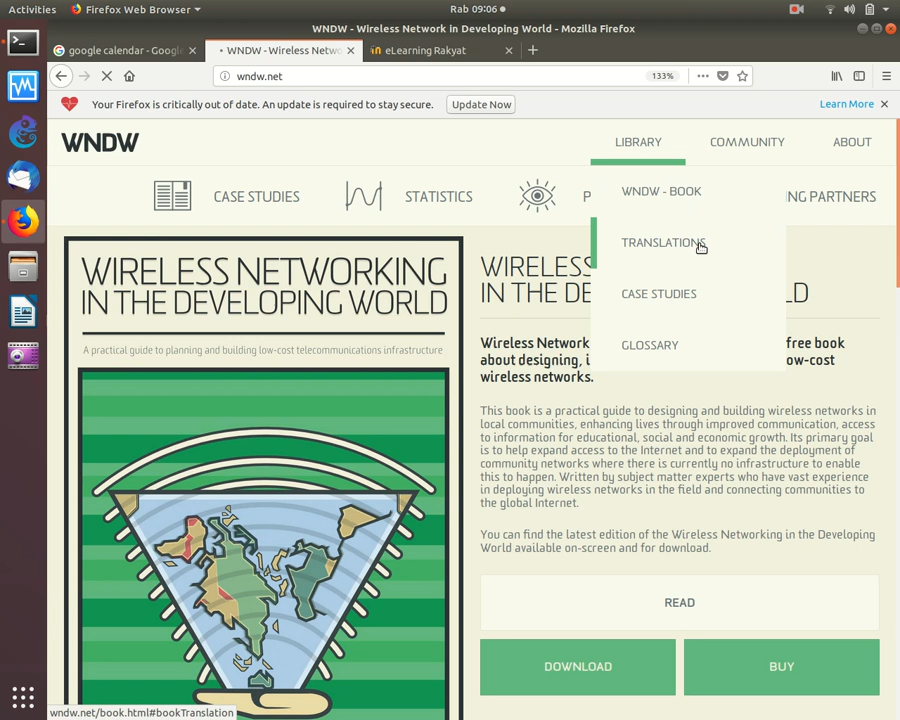 Activities
Firefox Web Browser
Rab 09:06
WNDW - Wireless Network in Developing World - Mozilla Firefox
google calendar - Googl
WNDW - Wireless Netwo
eLearning Rakyat
wndw.net
133%
Your Firefox is critically out of date. An update is required to stay secure.
Update Now
Learn More
WNDW
LIBRARY
COMMUNITY
ABOUT
CASE STUDIES
STATISTICS
P
NG PARTNERS
WNDW - BOOK
TRANSLATIONS
CASE STUDIES
GLOSSARY
WIRELESS NETWORKING
IN THE DEVELOPING WORLD
A practical guide to planning and building low-cost telecommunications infrastructure
WIRELESS
IN THE DE LD
Wireless Network free book
about designing, i ow-cost
wireless networks.
This book is a practical guide to designing and building wireless networks in
local communities, enhancing lives through improved communication, access
to information for educational, social and economic growth. Its primary goal
is to help expand access to the Internet and to expand the deployment of
community networks where there is currently no infrastructure to enable
this to happen. Written by subject matter experts who have vast experience
in deploying wireless networks in the field and connecting communities to
the global Internet.
You can find the latest edition of the Wireless Networking in the Developing
World available on-screen and for download.
READ
DOWNLOAD
BUY
wndw.net/book.html#bookTranslation